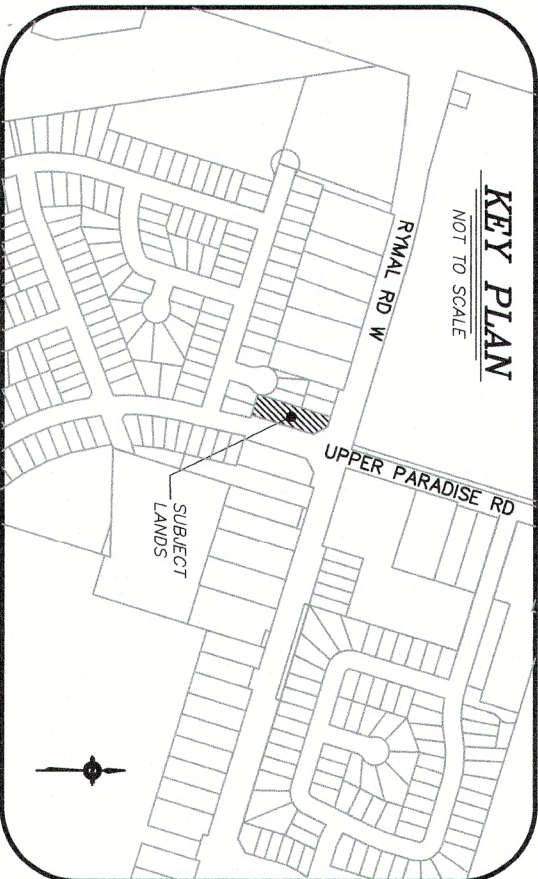 KEY PLAN
NOT TO SCALE
RYMAL RD W
UPPER PARADISE RD
SUBJECT
LANDS